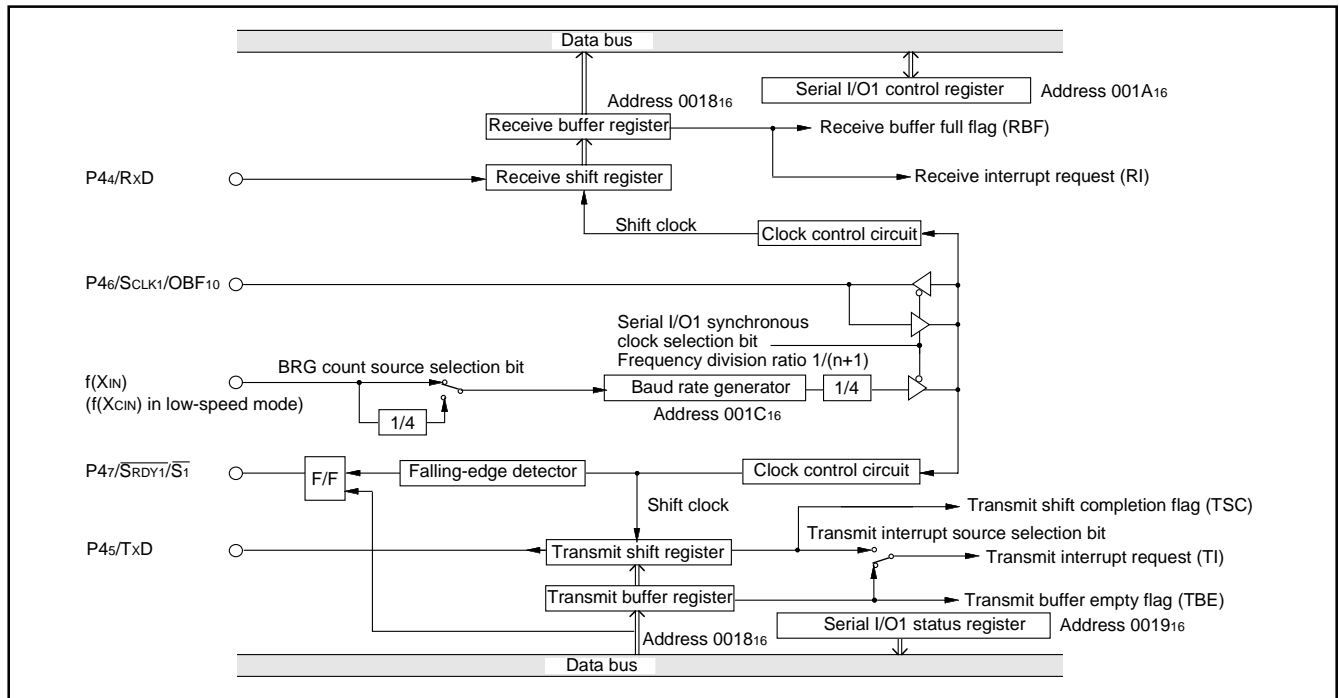 Data bus
Serial I/O1 control register Address 001A16
Address 001816
Receive buffer register Receive buffer full flag (RBF)
P44/RXD Receive shift register Receive interrupt request (RI)
Shift clock Clock control circuit
P46/SCLK1/OBF10
Serial I/O1 synchronous
clock selection bit
BRG count source selection bit Frequency division ratio 1/(n+1)
f(XIN) Baud rate generator 1/4
(f(XCIN) in low-speed mode) 1/4 Address 001C16
P47/SRDY1/S1 F/F Falling-edge detector Clock control circuit
Shift clock Transmit shift completion flag (TSC)
Transmit interrupt source selection bit
P45/TXD Transmit shift register Transmit interrupt request (TI)
Transmit buffer register Transmit buffer empty flag (TBE)
Address 001816 Serial I/O1 status register Address 001916
Data bus